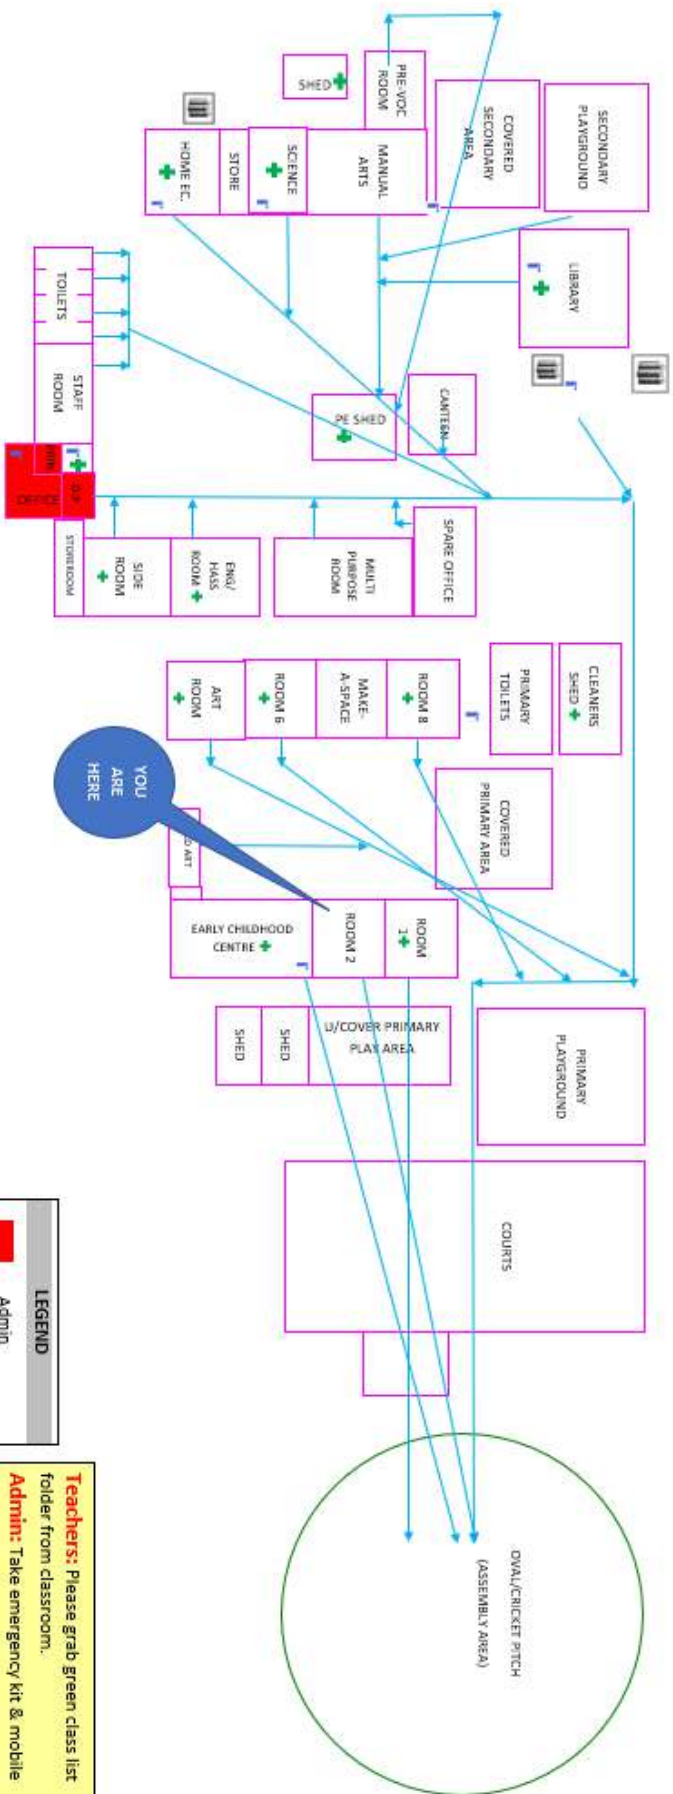 SECONDARY
PLAYGROUND
COVERED
SECONDARY
AREA
PRE-VOC
ROOM
SHED
MANUAL
ARTS
SCIENCE
STORE
HOME EC.
LIBRARY
TOILETS
STAFF
ROOM
CANTEEN
PE SHED
OFFICE
D.P
STOREROOM
SIDE
ROOM
ENG/
HASS
ROOM
MULTI
PURPOSE
ROOM
SPARE OFFICE
CLEANERS
SHED
PRIMARY
TOILETS
ROOM 8
MAKE-
A-SPACE
ROOM 6
ART
ROOM
COVERED
PRIMARY AREA
YOU
ARE
HERE
ART
ROOM
1
ROOM 2
EARLY CHILDHOOD
CENTRE
U/COVER PRIMARY
PLAY AREA
SHED
SHED
PRIMARY
PLAYGROUND
COURTS
OVAL/CRICKET PITCH
(ASSEMBLY AREA)
LEGEND
Admin
Teachers: Please grab green class list
folder from classroom.
Admin: Take emergency kit & mobile